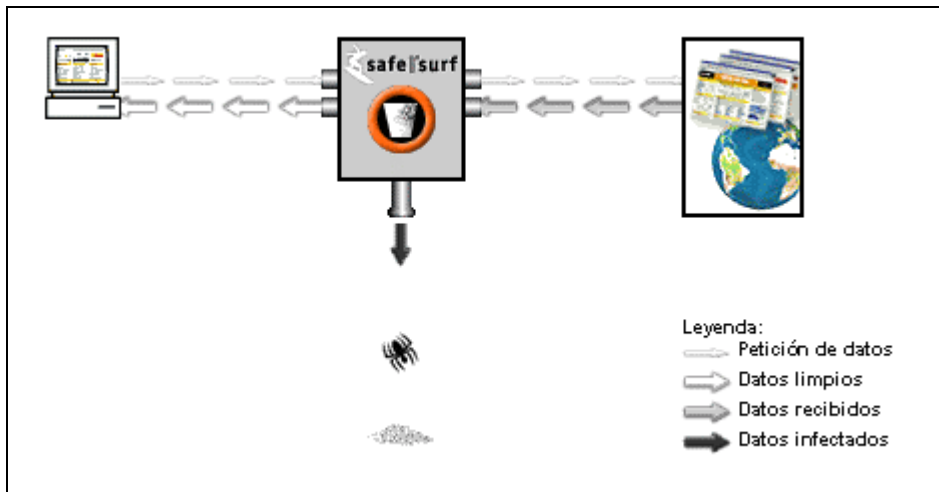 safe surf
Leyenda:
Petición de datos
Datos limpios
Datos recibidos
Datos infectados